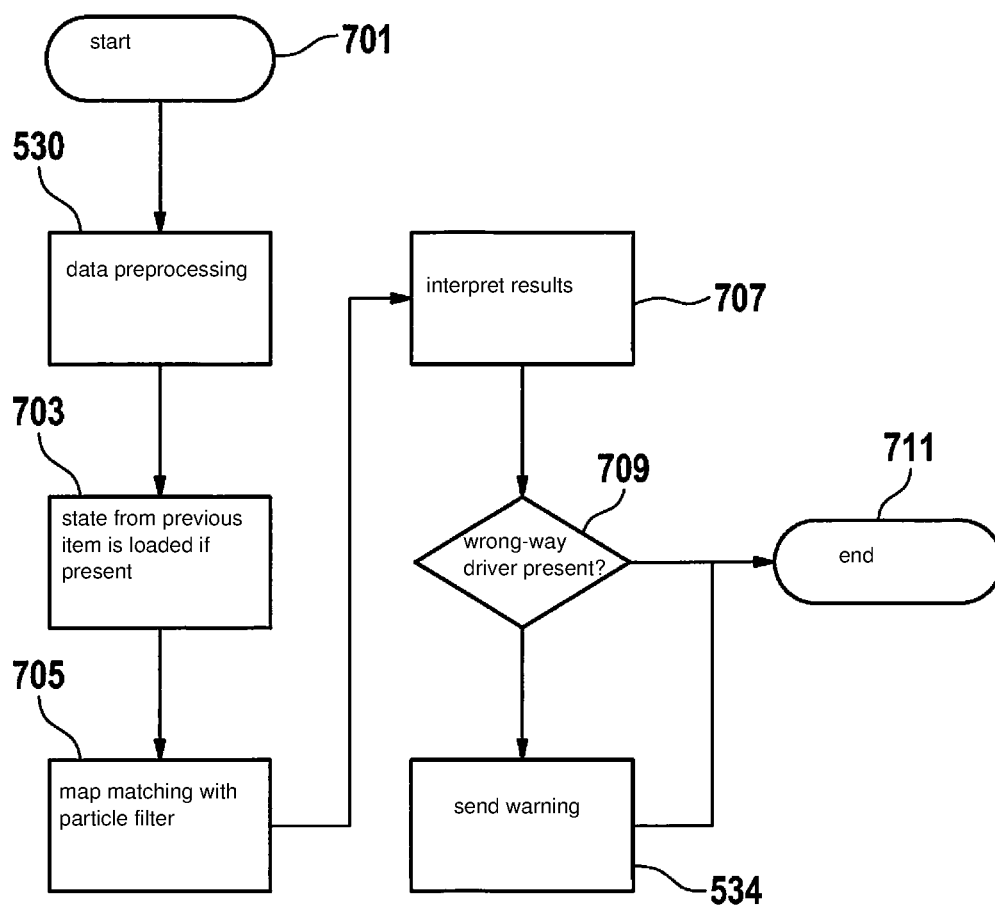 start
701
530
data preprocessing
703
state from previous
item is loaded if
present
705
map matching with
particle filter
interpret results
707
709
wrong-way
driver present?
711
end
send warning
534